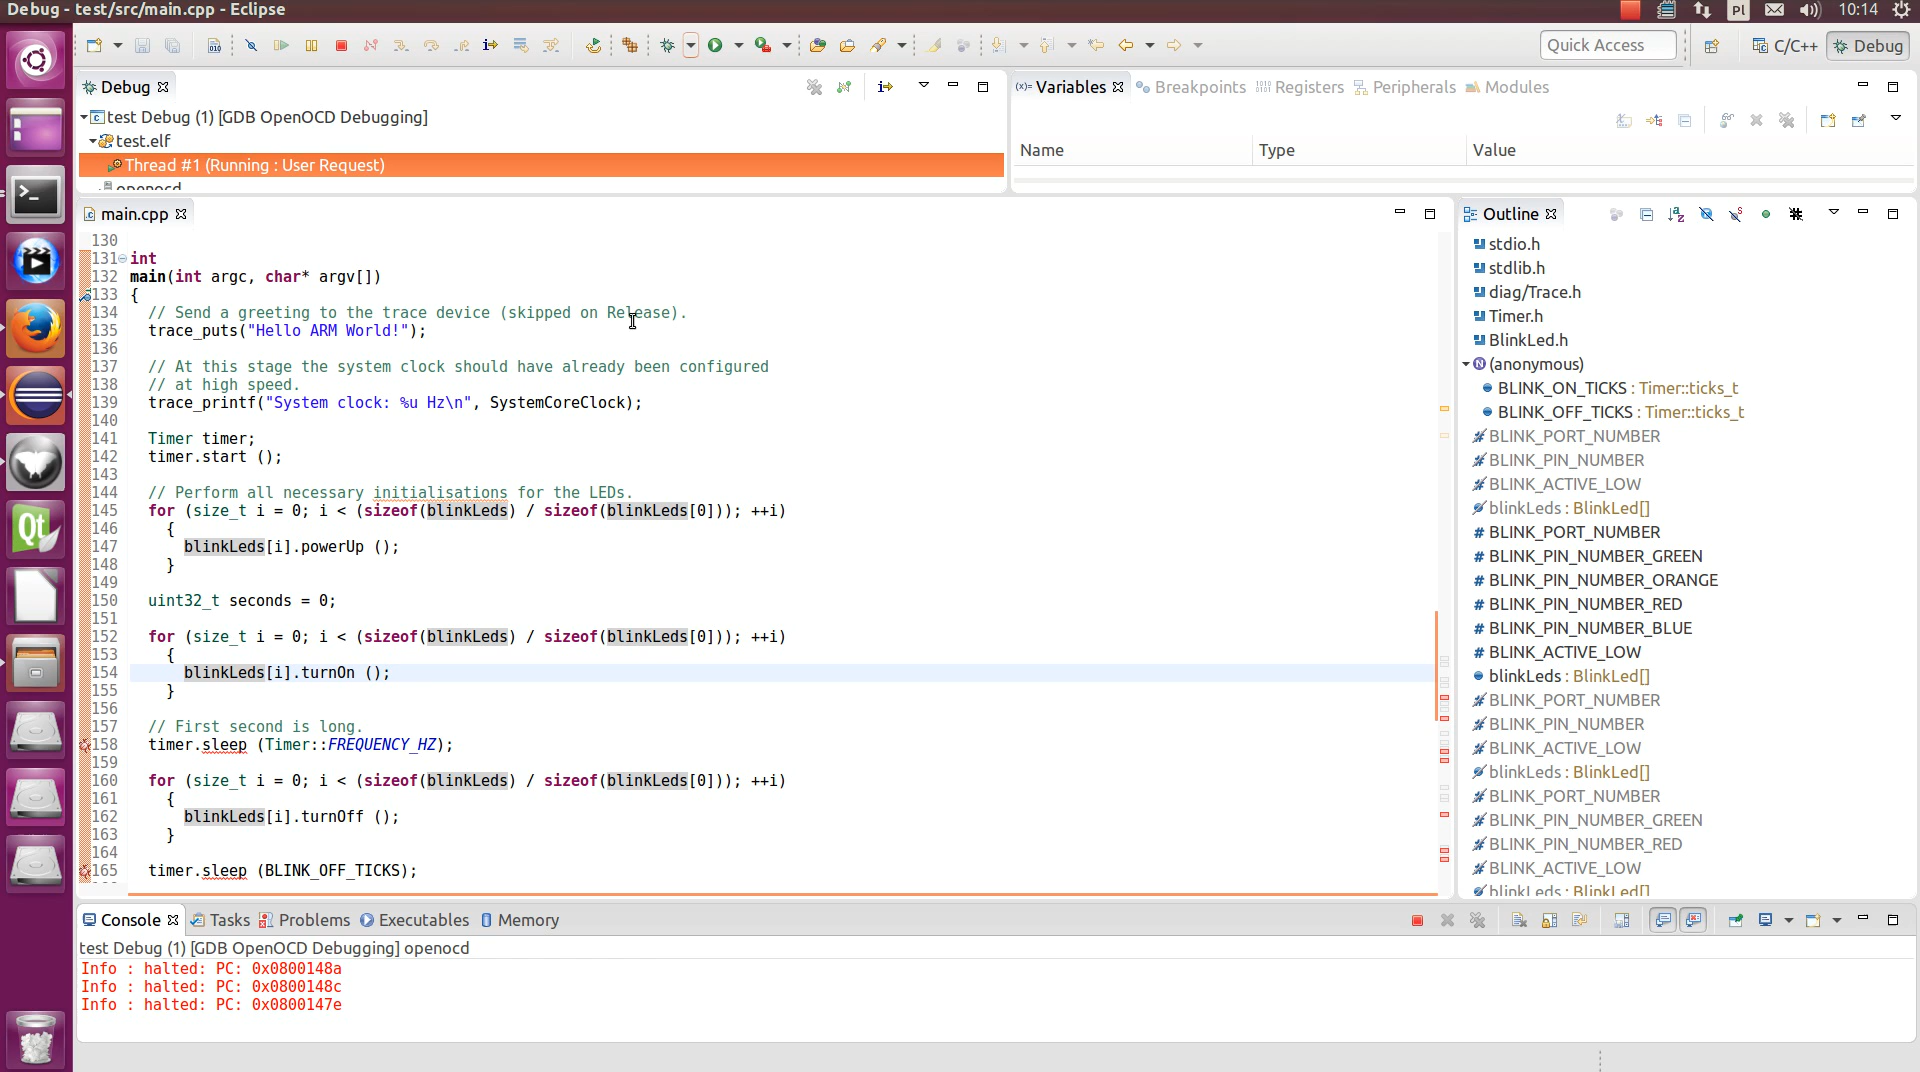 Debug - test/src/main.cpp - Eclipse
Pl
10:14
Quick Access
C/C++
Debug
Debug
test Debug (1) [GDB OpenOCD Debugging]
test.elf
Thread #1 (Running : User Request)
openocd
(x)= Variables
Breakpoints
Registers
Peripherals
Modules
Name
Type
Value
main.cpp
130
131 int
132 main(int argc, char* argv[])
133 {
134 // Send a greeting to the trace device (skipped on Release).
135 trace_puts("Hello ARM World!");
136
137 // At this stage the system clock should have already been configured
138 // at high speed.
139 trace_printf("System clock: %u Hz\n", SystemCoreClock);
140
141 Timer timer;
142 timer.start ();
143
144 // Perform all necessary initialisations for the LEDs.
145 for (size_t i = 0; i < (sizeof(blinkLeds) / sizeof(blinkLeds[0])); ++i)
146 {
147 blinkLeds[i].powerUp ();
148 }
149
150 uint32_t seconds = 0;
151
152 for (size_t i = 0; i < (sizeof(blinkLeds) / sizeof(blinkLeds[0])); ++i)
153 {
154 blinkLeds[i].turnOn ();
155 }
156
157 // First second is long.
158 timer.sleep (Timer::FREQUENCY_HZ);
159
160 for (size_t i = 0; i < (sizeof(blinkLeds) / sizeof(blinkLeds[0])); ++i)
161 {
162 blinkLeds[i].turnOff ();
163 }
164
165 timer.sleep (BLINK_OFF_TICKS);
Outline
stdio.h
stdlib.h
diag/Trace.h
Timer.h
BlinkLed.h
(anonymous)
BLINK_ON_TICKS : Timer::ticks_t
BLINK_OFF_TICKS : Timer::ticks_t
BLINK_PORT_NUMBER
BLINK_PIN_NUMBER
BLINK_ACTIVE_LOW
blinkLeds : BlinkLed[]
# BLINK_PORT_NUMBER
# BLINK_PIN_NUMBER_GREEN
# BLINK_PIN_NUMBER_ORANGE
# BLINK_PIN_NUMBER_RED
# BLINK_PIN_NUMBER_BLUE
# BLINK_ACTIVE_LOW
blinkLeds : BlinkLed[]
BLINK_PORT_NUMBER
BLINK_PIN_NUMBER
BLINK_ACTIVE_LOW
blinkLeds : BlinkLed[]
BLINK_PORT_NUMBER
BLINK_PIN_NUMBER_GREEN
BLINK_PIN_NUMBER_RED
BLINK_ACTIVE_LOW
blinkLeds : BlinkLed[]
Console
Tasks
Problems
Executables
Memory
test Debug (1) [GDB OpenOCD Debugging] openocd
Info : halted: PC: 0x0800148a
Info : halted: PC: 0x0800148c
Info : halted: PC: 0x0800147e